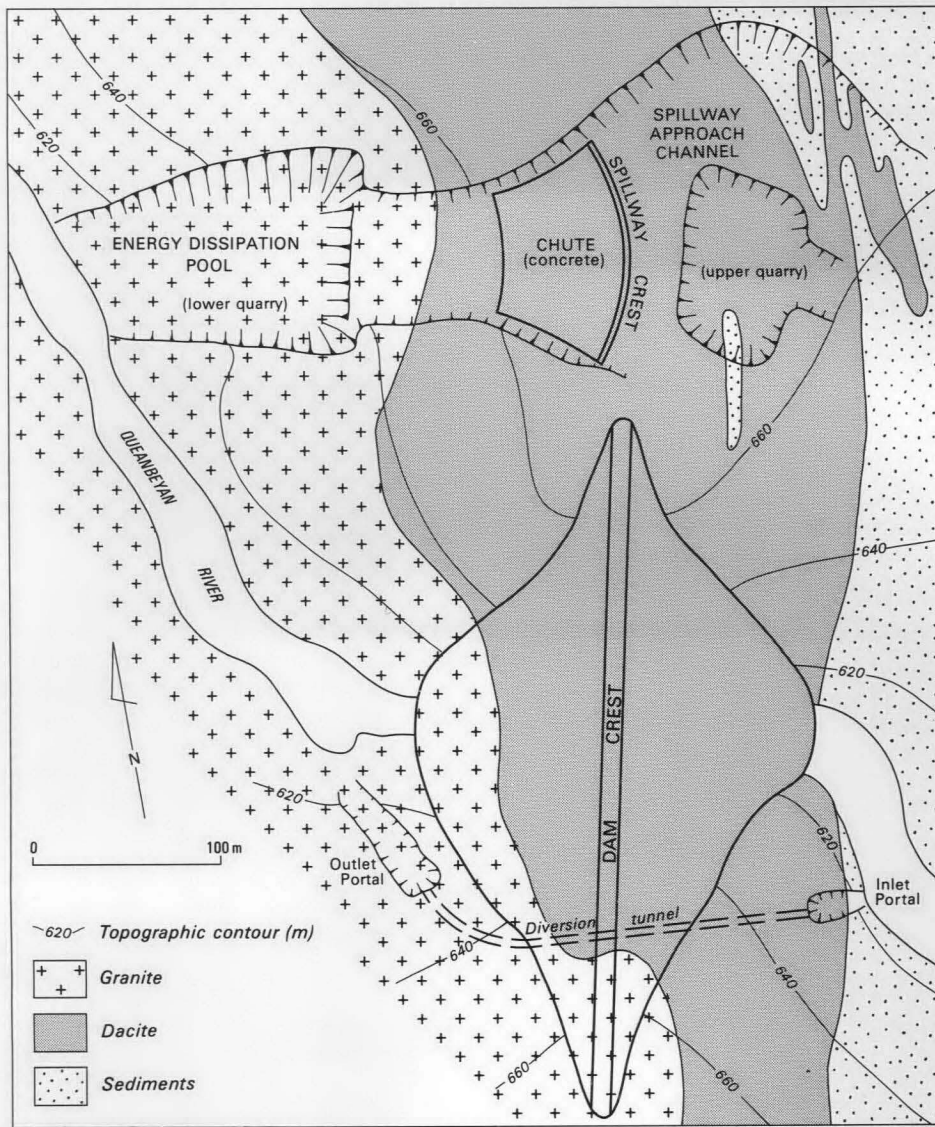 640
620
660
SPILLWAY
APPROACH
CHANNEL
SPILLWAY CREST
ENERGY DISSIPATION
POOL
(lower quarry)
CHUTE
(concrete)
(upper quarry)
660
QUEANBEYAN
RIVER
640
620
DAM CREST
N
620
620
0 100 m
Outlet
Portal
Inlet
Portal
Diversion tunnel
640
640
660
660
~620~ Topographic contour (m)
Granite
Dacite
Sediments